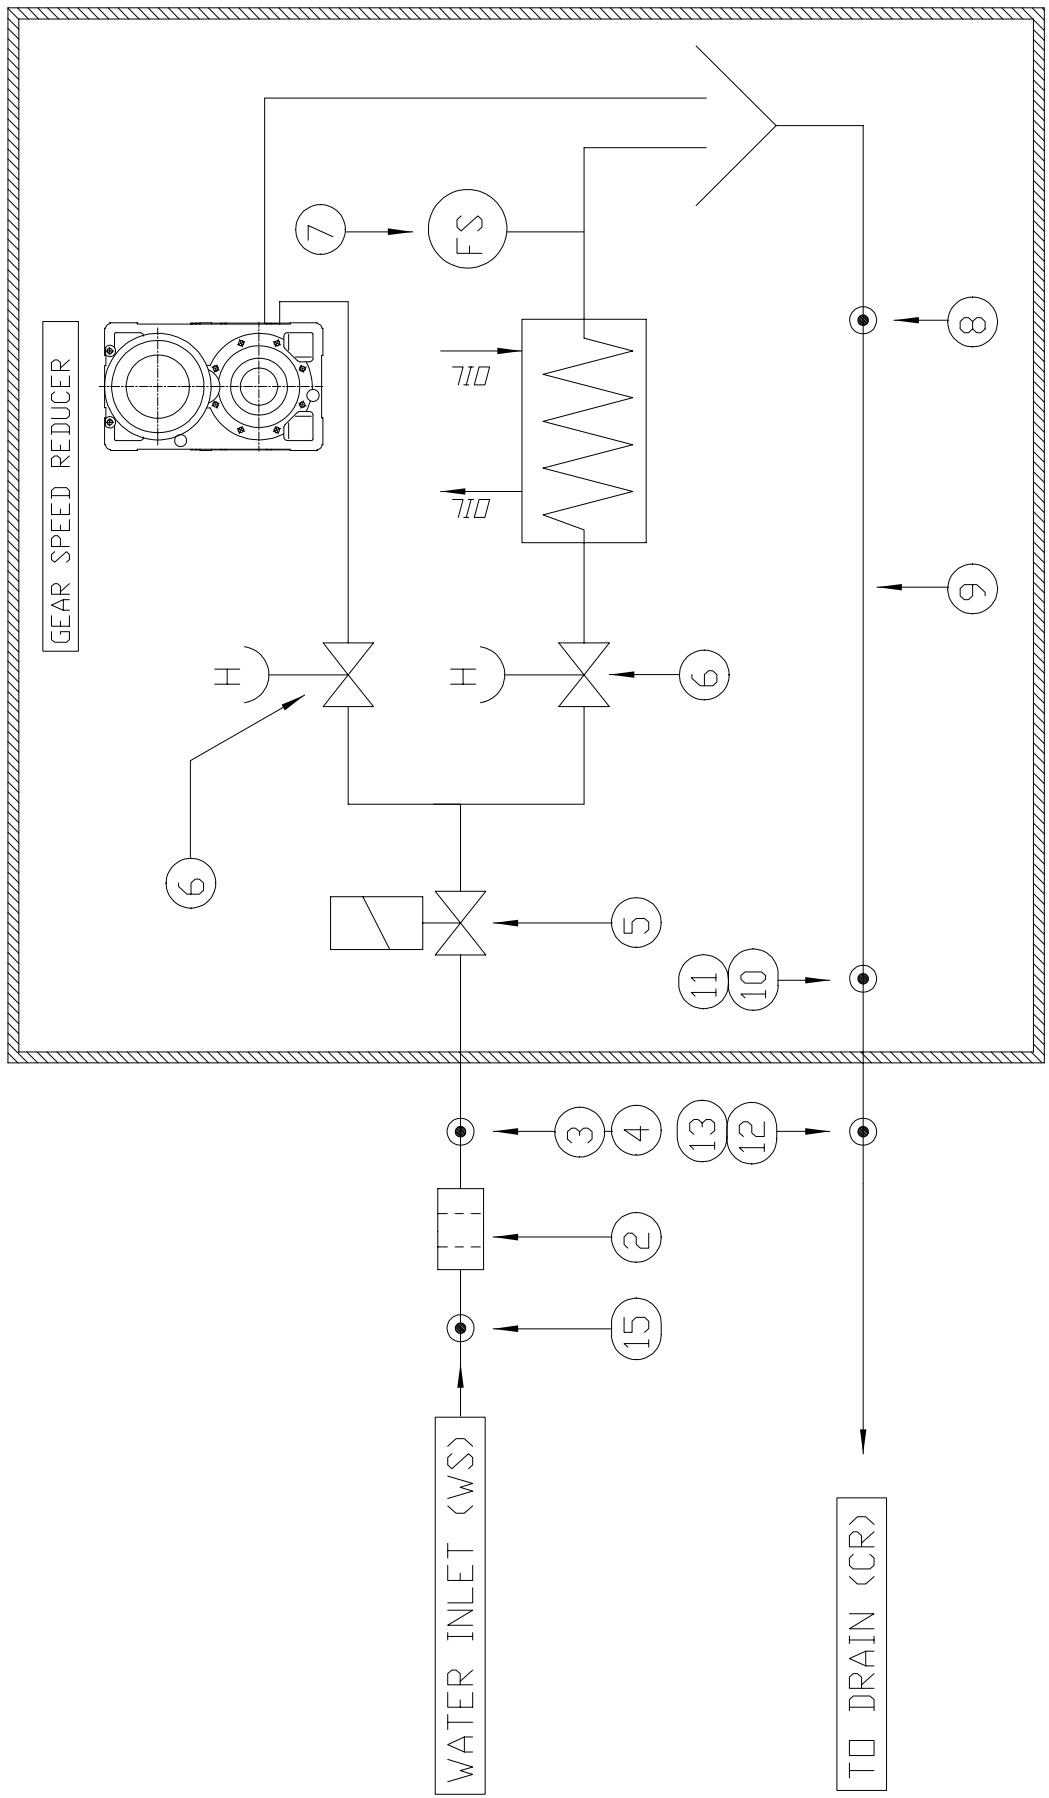 GEAR SPEED REDUCER
7
FS
8
OIL
OIL
9
H
H
6
6
5
11
10
3
4
13
12
2
15
WATER INLET (WS)
TO DRAIN (CR)